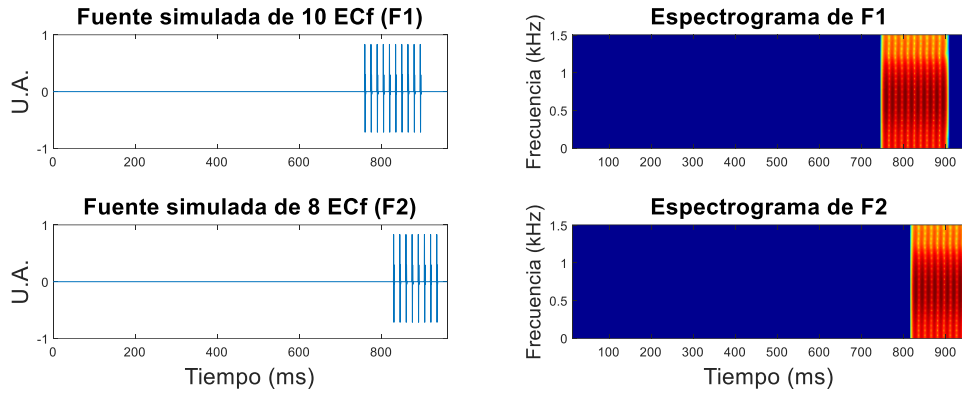 Fuente simulada de 10 ECf (F1)
U.A.
1
0
-1
0 200 400 600 800
Espectrograma de F1
Frecuencia (kHz)
1.5
1
0.5
0
100 200 300 400 500 600 700 800 900
Fuente simulada de 8 ECf (F2)
U.A.
1
0
-1
0 200 400 600 800
Tiempo (ms)
Espectrograma de F2
Frecuencia (kHz)
1.5
1
0.5
0
100 200 300 400 500 600 700 800 900
Tiempo (ms)